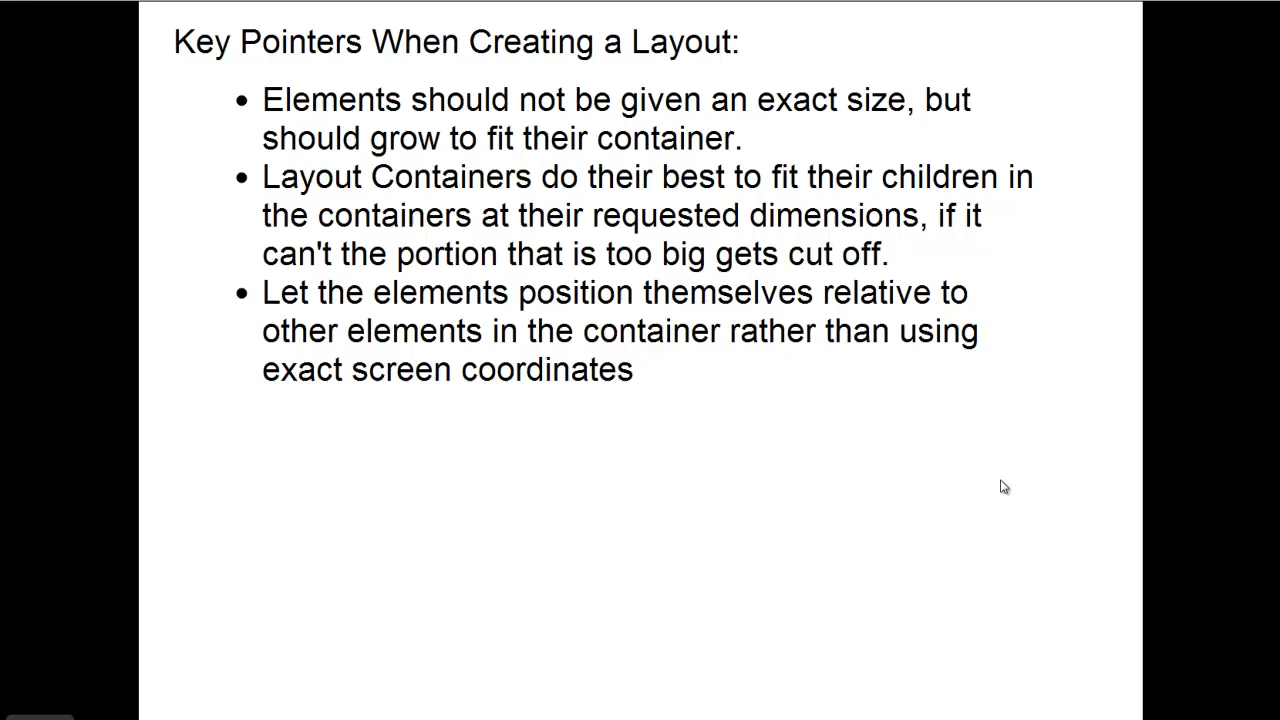 Key Pointers When Creating a Layout:
• Elements should not be given an exact size, but
should grow to fit their container.
• Layout Containers do their best to fit their children in
the containers at their requested dimensions, if it
can't the portion that is too big gets cut off.
• Let the elements position themselves relative to
other elements in the container rather than using
exact screen coordinates